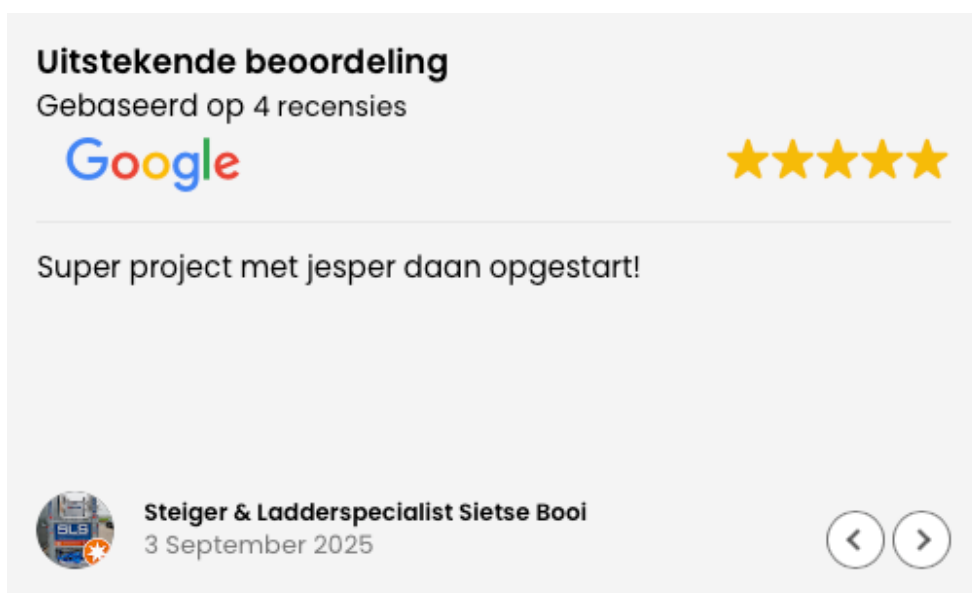 Uitstekende beoordeling
Gebaseerd op 4 recensies
Google
Super project met jesper daan opgestart!
SLS
Steiger & Ladderspecialist Sietse Booi
3 September 2025